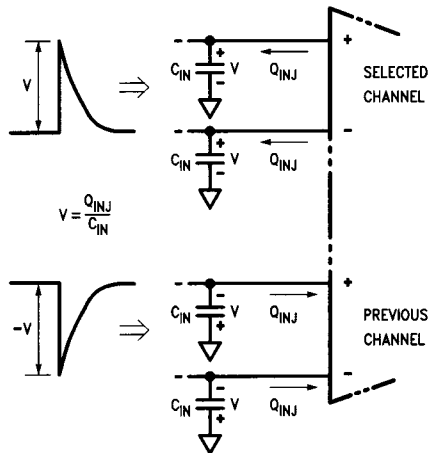 V
C_IN
+
-
V
Q_INJ
+
SELECTED
CHANNEL
C_IN
+
-
V
Q_INJ
-
V = Q_INJ / C_IN
-V
C_IN
-
+
V
Q_INJ
+
PREVIOUS
CHANNEL
C_IN
-
+
V
Q_INJ
-